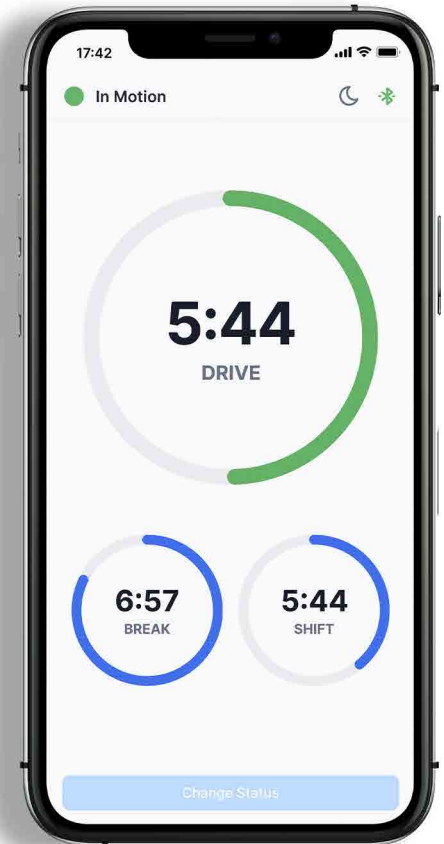 17:42
In Motion
5:44
DRIVE
6:57
BREAK
5:44
SHIFT
Change Status